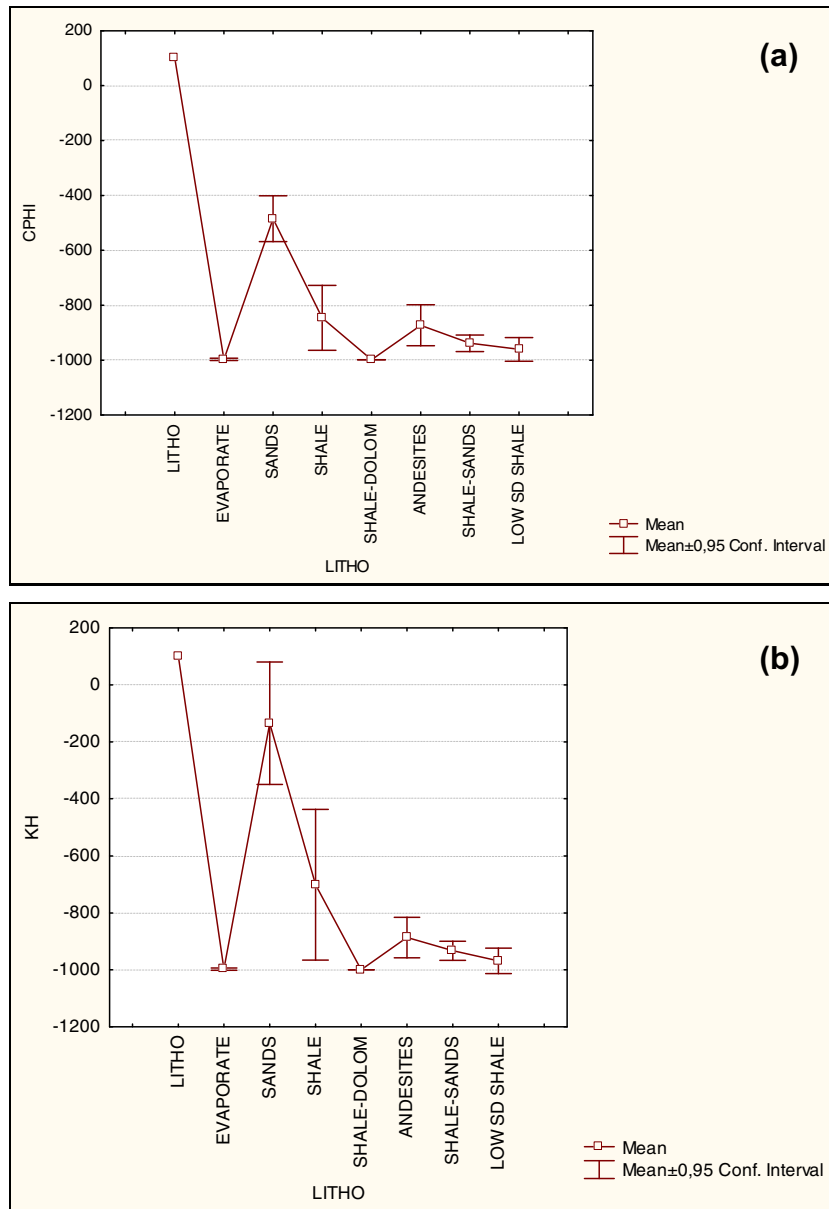 (a)
200
0
-200
-400
-600
-800
-1000
-1200
CPHI
LITHO
EVAPORATE
SANDS
SHALE
SHALE-DOLOM
ANDESITES
SHALE-SANDS
LOW SD SHALE
LITHO
Mean
Mean±0,95 Conf. Interval
(b)
200
0
-200
-400
-600
-800
-1000
-1200
KH
LITHO
EVAPORATE
SANDS
SHALE
SHALE-DOLOM
ANDESITES
SHALE-SANDS
LOW SD SHALE
LITHO
Mean
Mean±0,95 Conf. Interval